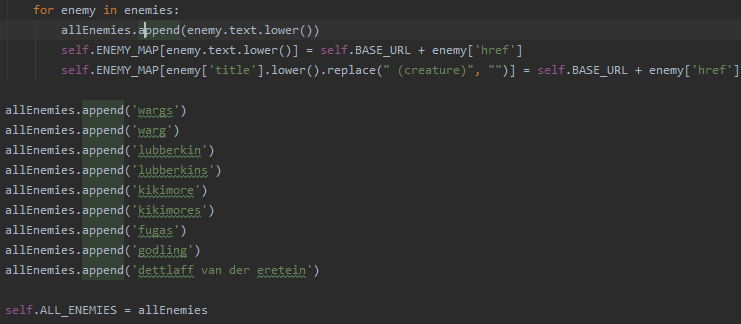 for enemy in enemies:
allEnemies.append(enemy.text.lower())
self.ENEMY_MAP[enemy.text.lower()] = self.BASE_URL + enemy['href']
self.ENEMY_MAP[enemy['title'].lower().replace(" (creature)", "")] = self.BASE_URL + enemy['href']
allEnemies.append('wargs')
allEnemies.append('warg')
allEnemies.append('lubberkin')
allEnemies.append('lubberkins')
allEnemies.append('kikimore')
allEnemies.append('kikimores')
allEnemies.append('fugas')
allEnemies.append('godling')
allEnemies.append('dettlaff van der eretein')
self.ALL_ENEMIES = allEnemies